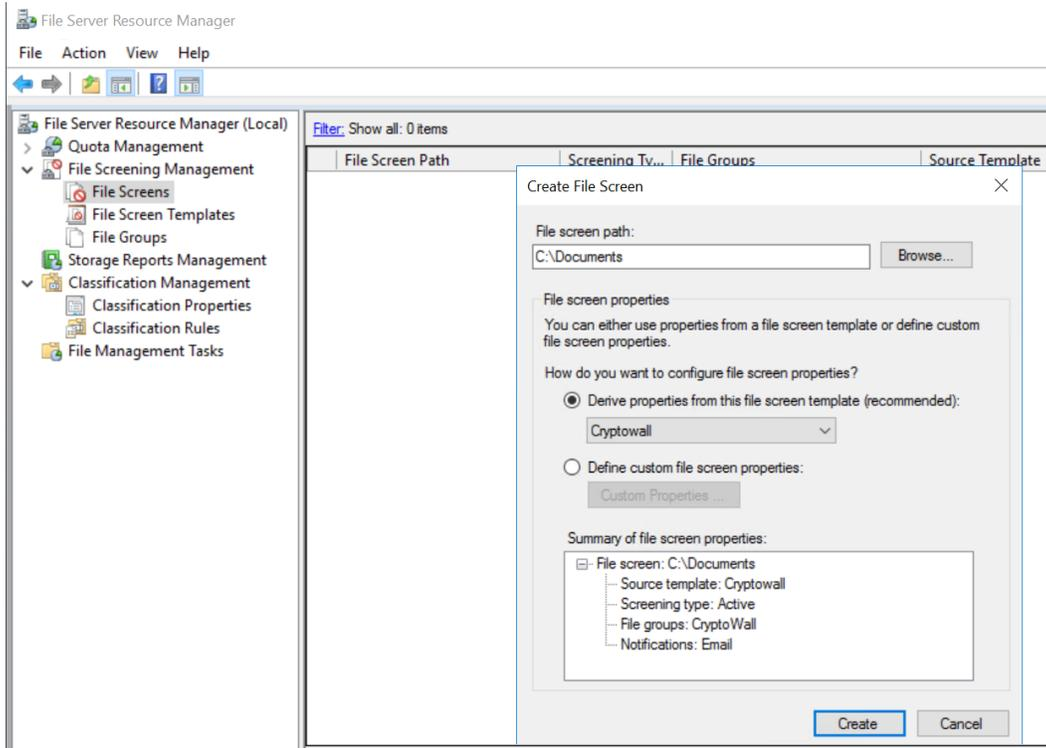 File Server Resource Manager
File Action View Help
File Server Resource Manager (Local)
Quota Management
File Screening Management
File Screens
File Screen Templates
File Groups
Storage Reports Management
Classification Management
Classification Properties
Classification Rules
File Management Tasks
Filter: Show all: 0 items
File Screen Path Screening Ty... File Groups Source Template
Create File Screen
File screen path:
C:\Documents Browse...
File screen properties
You can either use properties from a file screen template or define custom
file screen properties.
How do you want to configure file screen properties?
Derive properties from this file screen template (recommended):
Cryptowall
Define custom file screen properties:
Custom Properties ...
Summary of file screen properties:
File screen: C:\Documents
Source template: Cryptowall
Screening type: Active
File groups: CryptoWall
Notifications: Email
Create Cancel